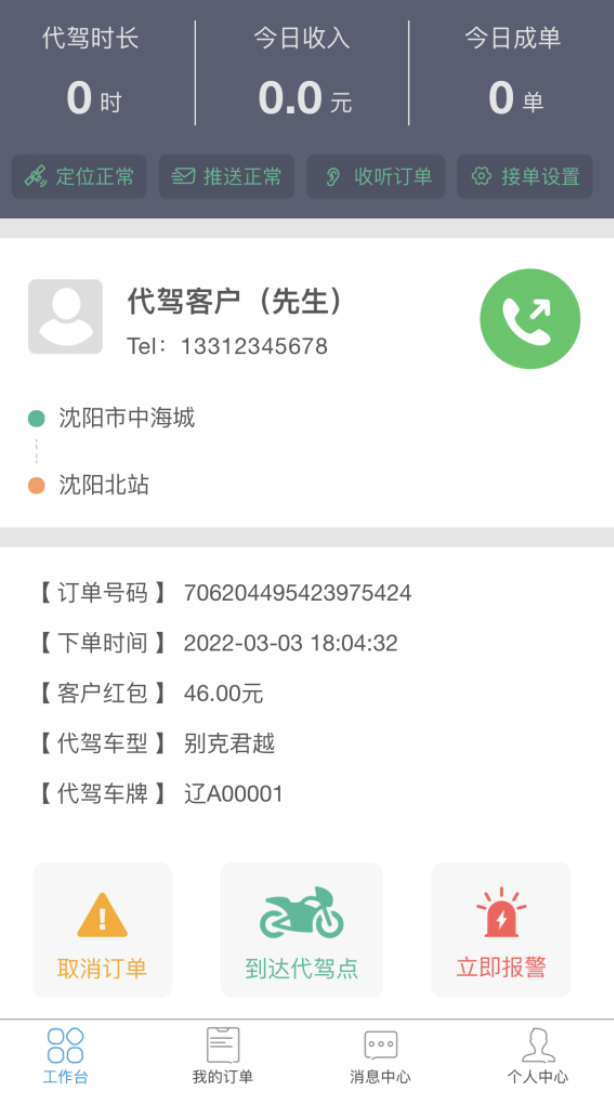 代驾时长 今日收入 今日成单
0 时 0.0 元 0 单
定位正常 推送正常 收听订单 接单设置
代驾客户（先生）
Tel：13312345678
沈阳市中海城
沈阳北站
【 订单号码 】 706204495423975424
【 下单时间 】 2022-03-03 18:04:32
【 客户红包 】 46.00元
【 代驾车型 】 别克君越
【 代驾车牌 】 辽A00001
取消订单 到达代驾点 立即报警
工作台 我的订单 消息中心 个人中心